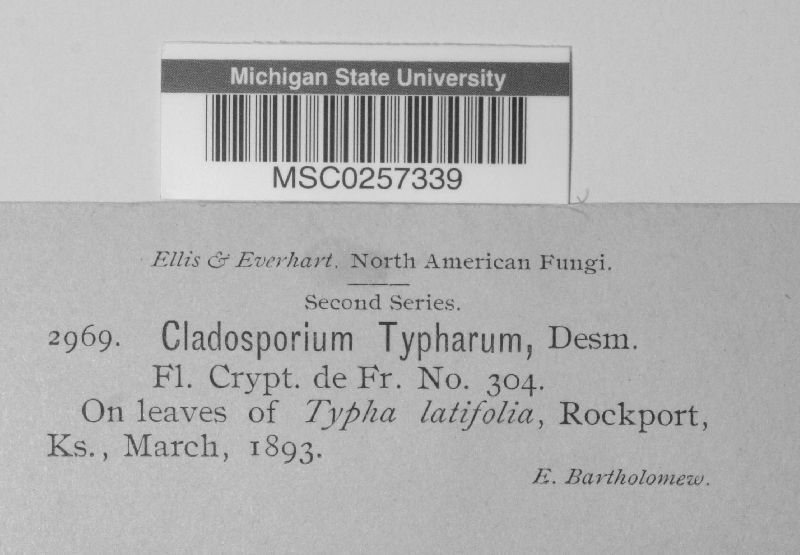 Michigan State University
MSC0257339
Ellis & Everhart. North American Fungi.
Second Series.
2969. Cladosporium Typharum, Desm.
Fl. Crypt. de Fr. No. 304.
On leaves of Typha latifolia, Rockport,
Ks., March, 1893.
E. Bartholomew.